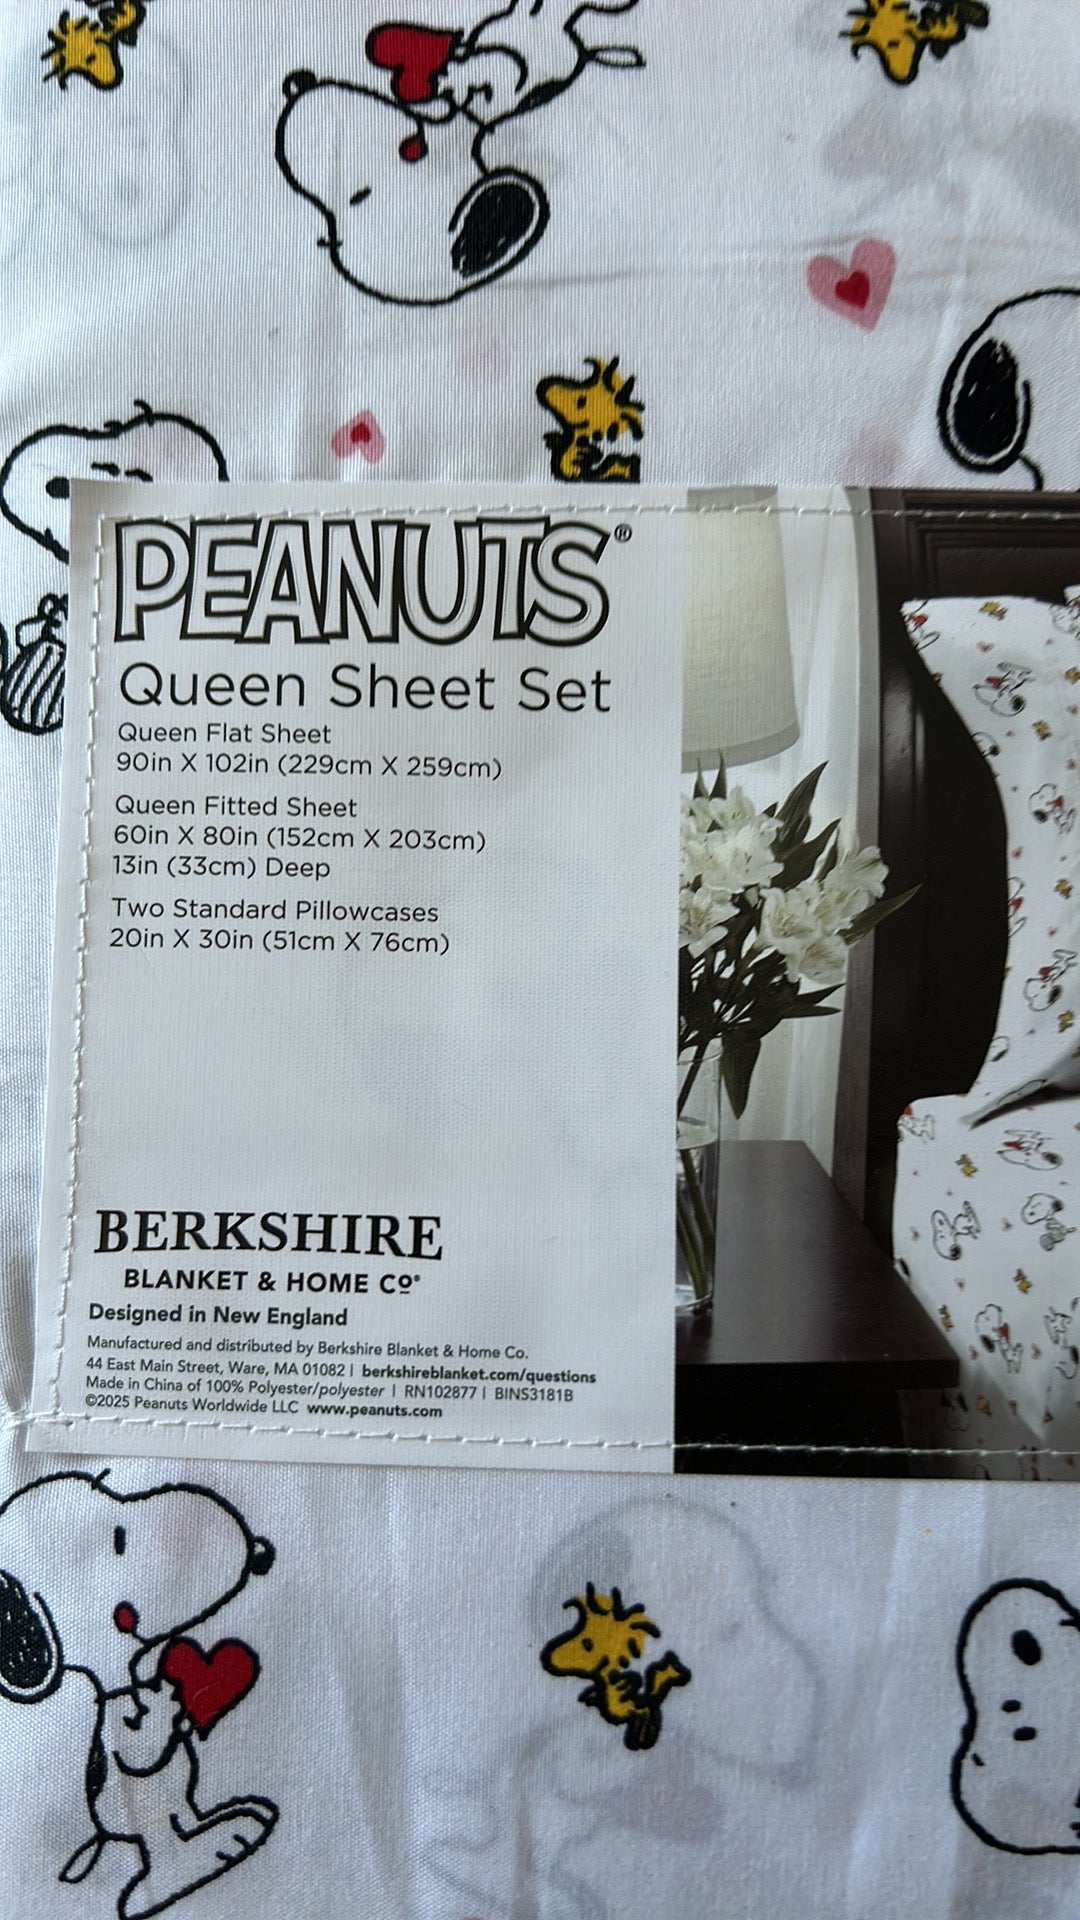 PEANUTS®
Queen Sheet Set
Queen Flat Sheet
90in X 102in (229cm X 259cm)
Queen Fitted Sheet
60in X 80in (152cm X 203cm)
13in (33cm) Deep
Two Standard Pillowcases
20in X 30in (51cm X 76cm)
BERKSHIRE
BLANKET & HOME Cº®
Designed in New England
Manufactured and distributed by Berkshire Blanket & Home Co.
44 East Main Street, Ware, MA 01082 | berkshireblanket.com/questions
Made in China of 100% Polyester/polyester | RN102877 | BINS3181B
©2025 Peanuts Worldwide LLC www.peanuts.com